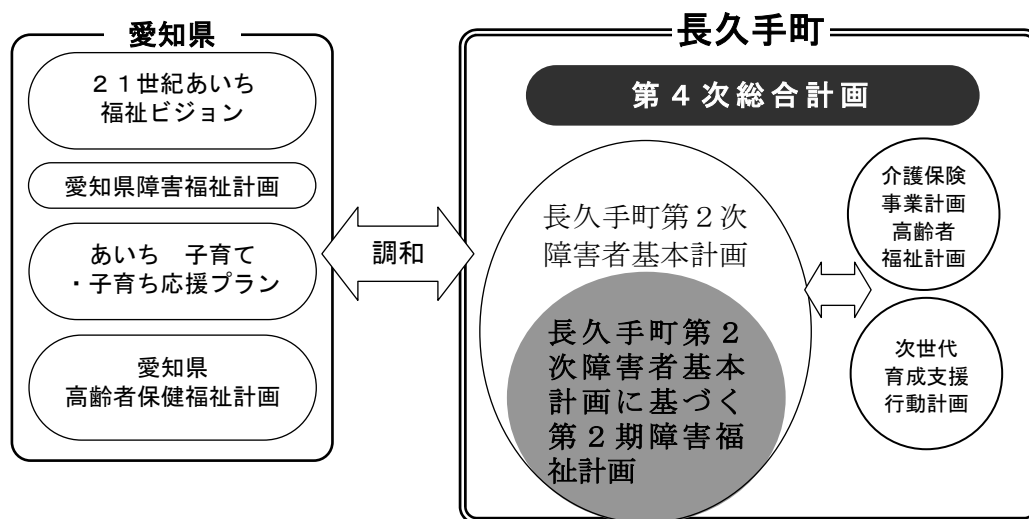 愛知県
２１世紀あいち
福祉ビジョン
愛知県障害福祉計画
あいち　子育て
・子育ち応援プラン
愛知県
高齢者保健福祉計画
調和
長久手町
第４次総合計画
長久手町第２次
障害者基本計画
長久手町第２
次障害者基本
計画に基づく
第２期障害福
祉計画
介護保険
事業計画
高齢者
福祉計画
次世代
育成支援
行動計画